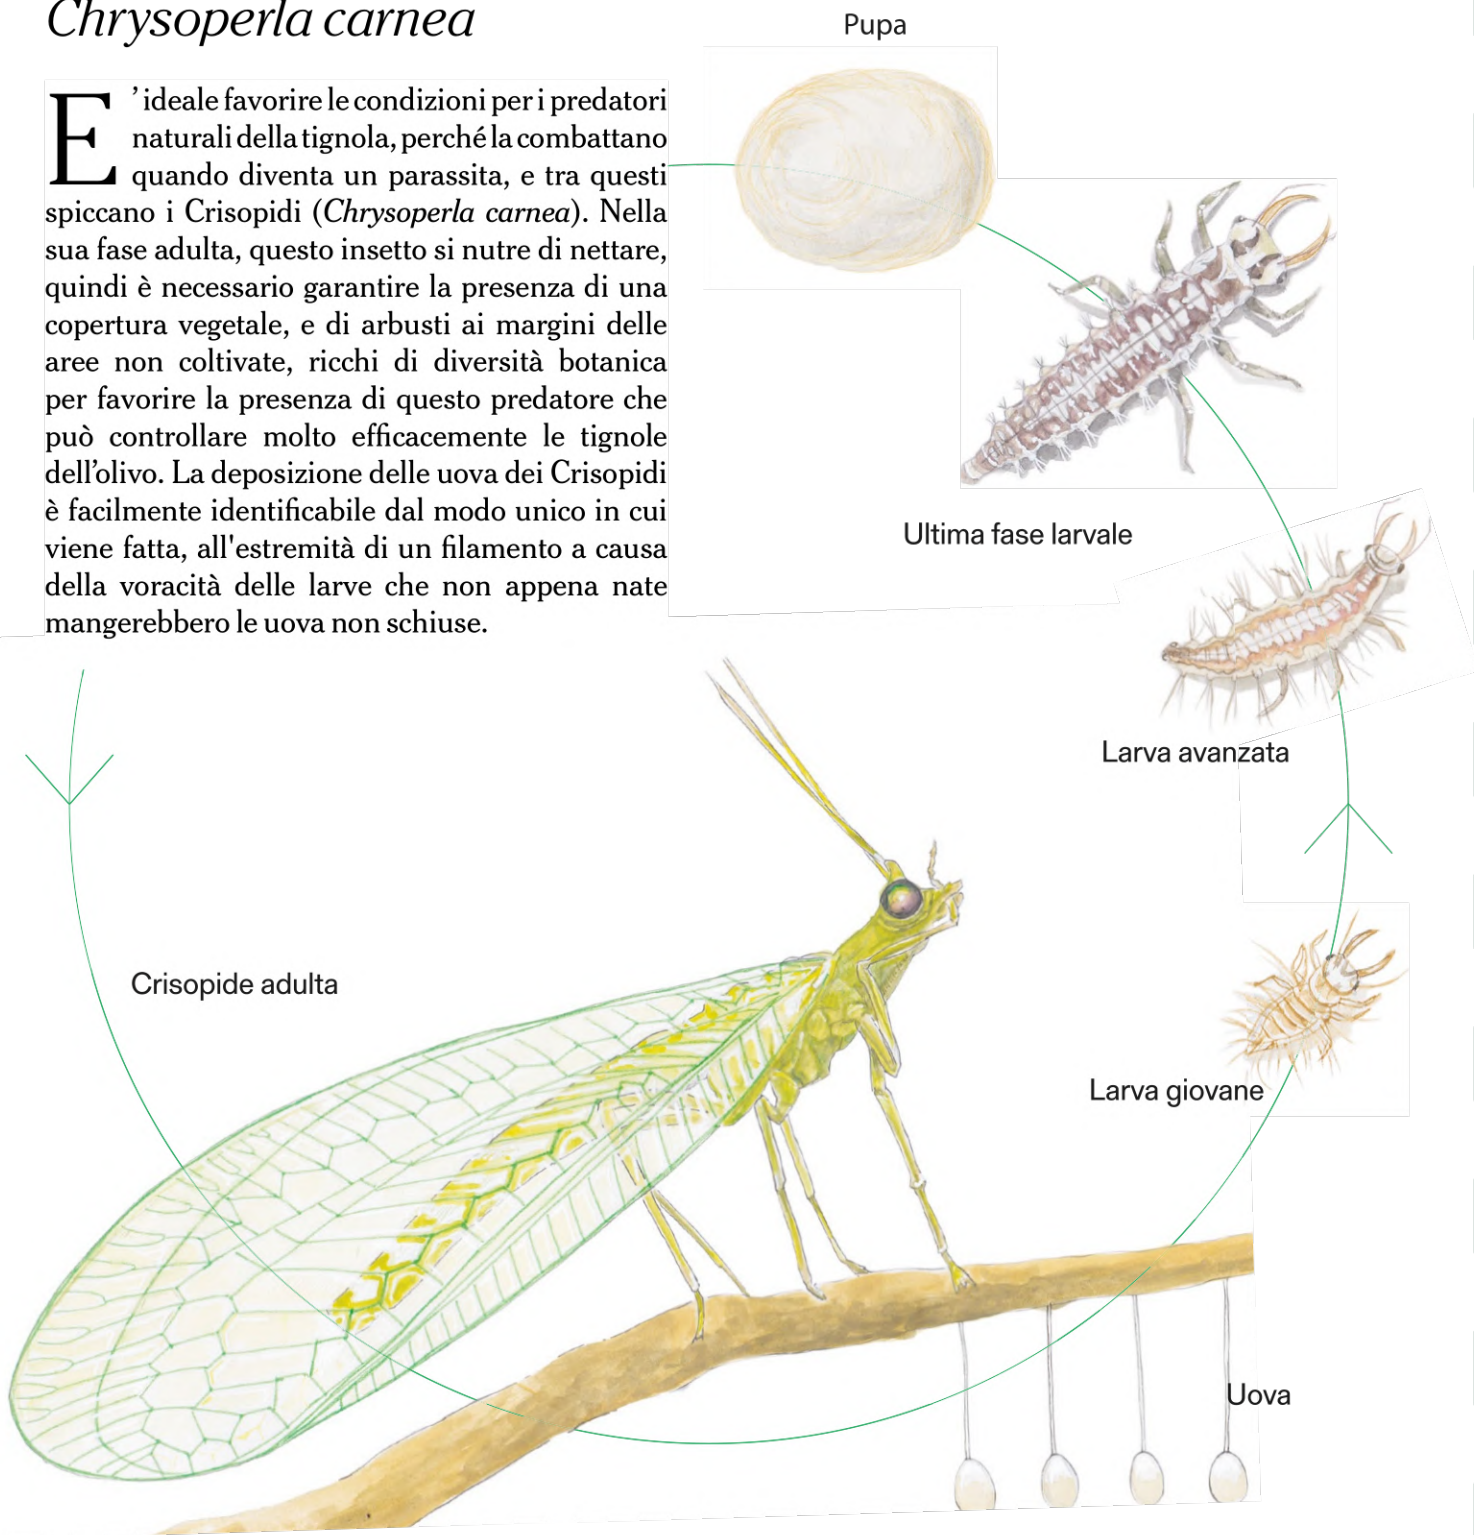 Chrysoperla carnea
Pupa
E' ideale favorire le condizioni per i predatori
naturali della tignola, perché la combattano
quando diventa un parassita, e tra questi
spiccano i Crisopidi (Chrysoperla carnea). Nella
sua fase adulta, questo insetto si nutre di nettare,
quindi è necessario garantire la presenza di una
copertura vegetale, e di arbusti ai margini delle
aree non coltivate, ricchi di diversità botanica
per favorire la presenza di questo predatore che
può controllare molto efficacemente le tignole
dell’olivo. La deposizione delle uova dei Crisopidi
è facilmente identificabile dal modo unico in cui
viene fatta, all'estremità di un filamento a causa
della voracità delle larve che non appena nate
mangerebbero le uova non schiuse.
Ultima fase larvale
Larva avanzata
Crisopide adulta
Larva giovane
Uova